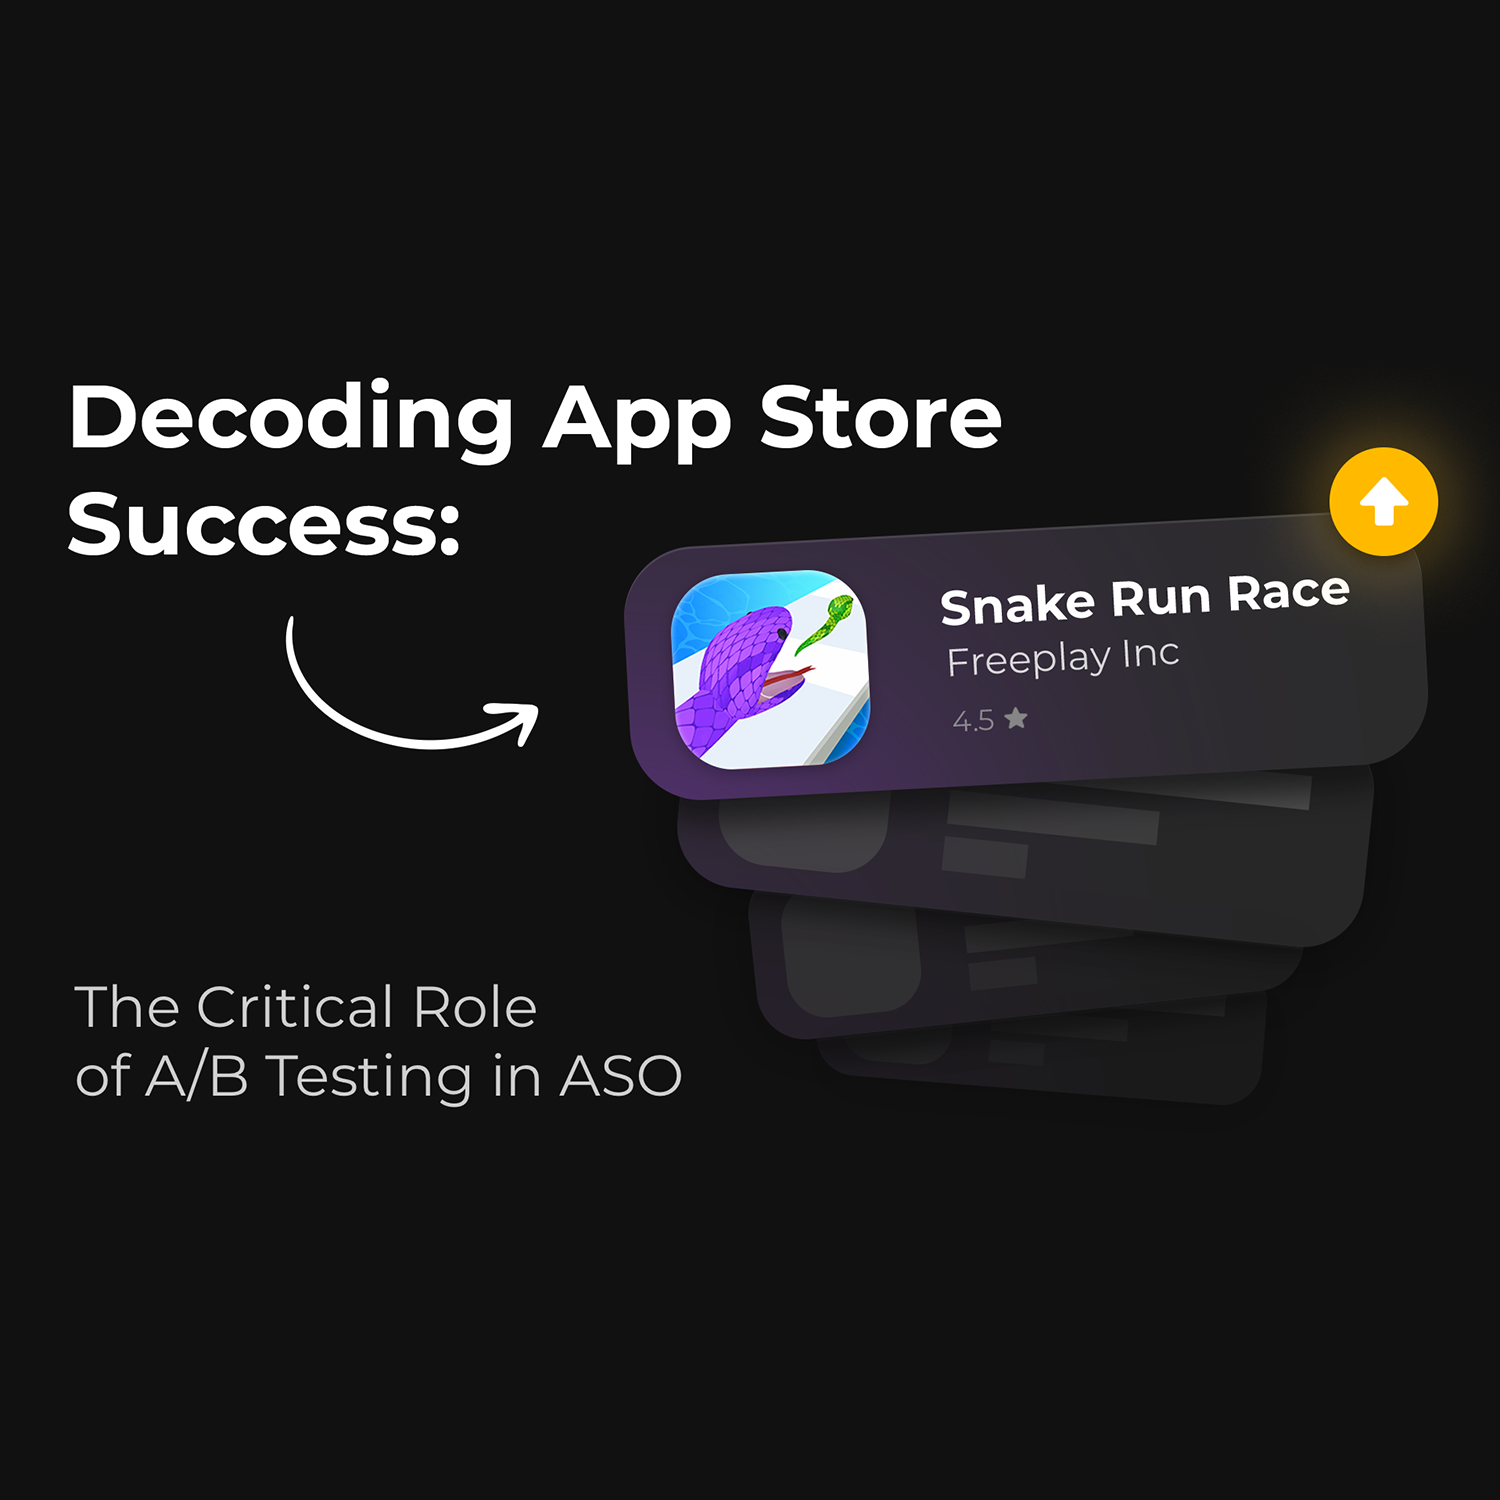 Decoding App Store
Success:
Snake Run Race
Freeplay Inc
4.5
The Critical Role
of A/B Testing in ASO